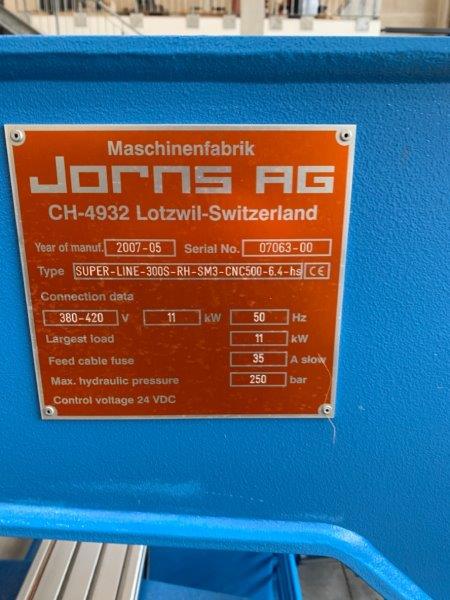 Maschinenfabrik
Jorns AG
CH-4932 Lotzwil-Switzerland
Year of manuf. 2007-05 Serial No. 07063-00
Type SUPER-LINE-300S-RH-SM3-CNC500-6.4-hs CE
Connection data
380-420 V 11 kW 50 Hz
Largest load 11 kW
Feed cable fuse 35 A slow
Max. hydraulic pressure 250 bar
Control voltage 24 VDC